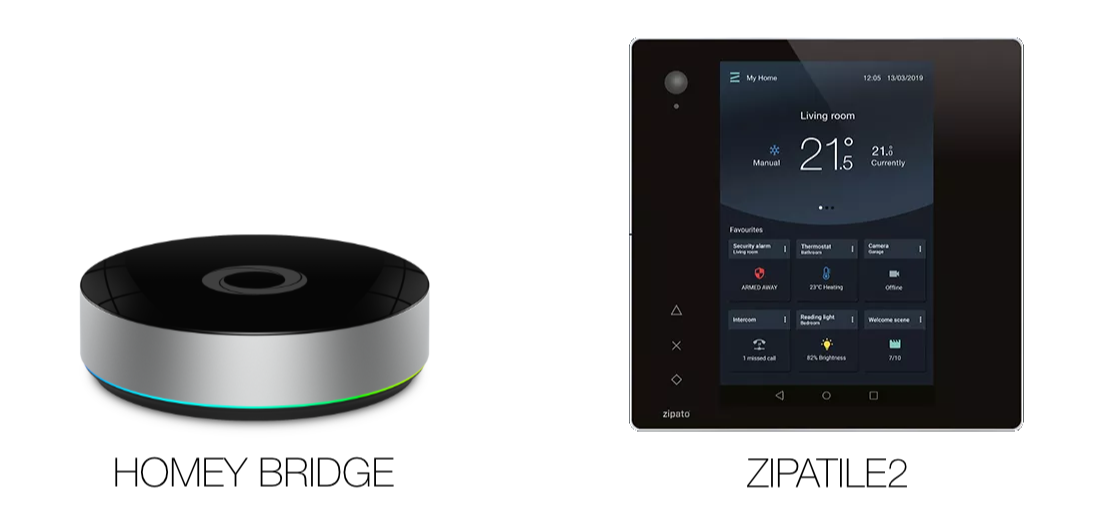 My Home 12:05 13/03/2019
Living room
Manual 21°.5 21.0° Currently
Favourites
Security alarm Living room
Thermostat Bathroom
Camera Garage
ARMED AWAY
23°C Heating
Offline
Intercom
Reading light Bedroom
Welcome scene
1 missed call
82% Brightness
7/10
zipato
HOMEY BRIDGE
ZIPATILE2